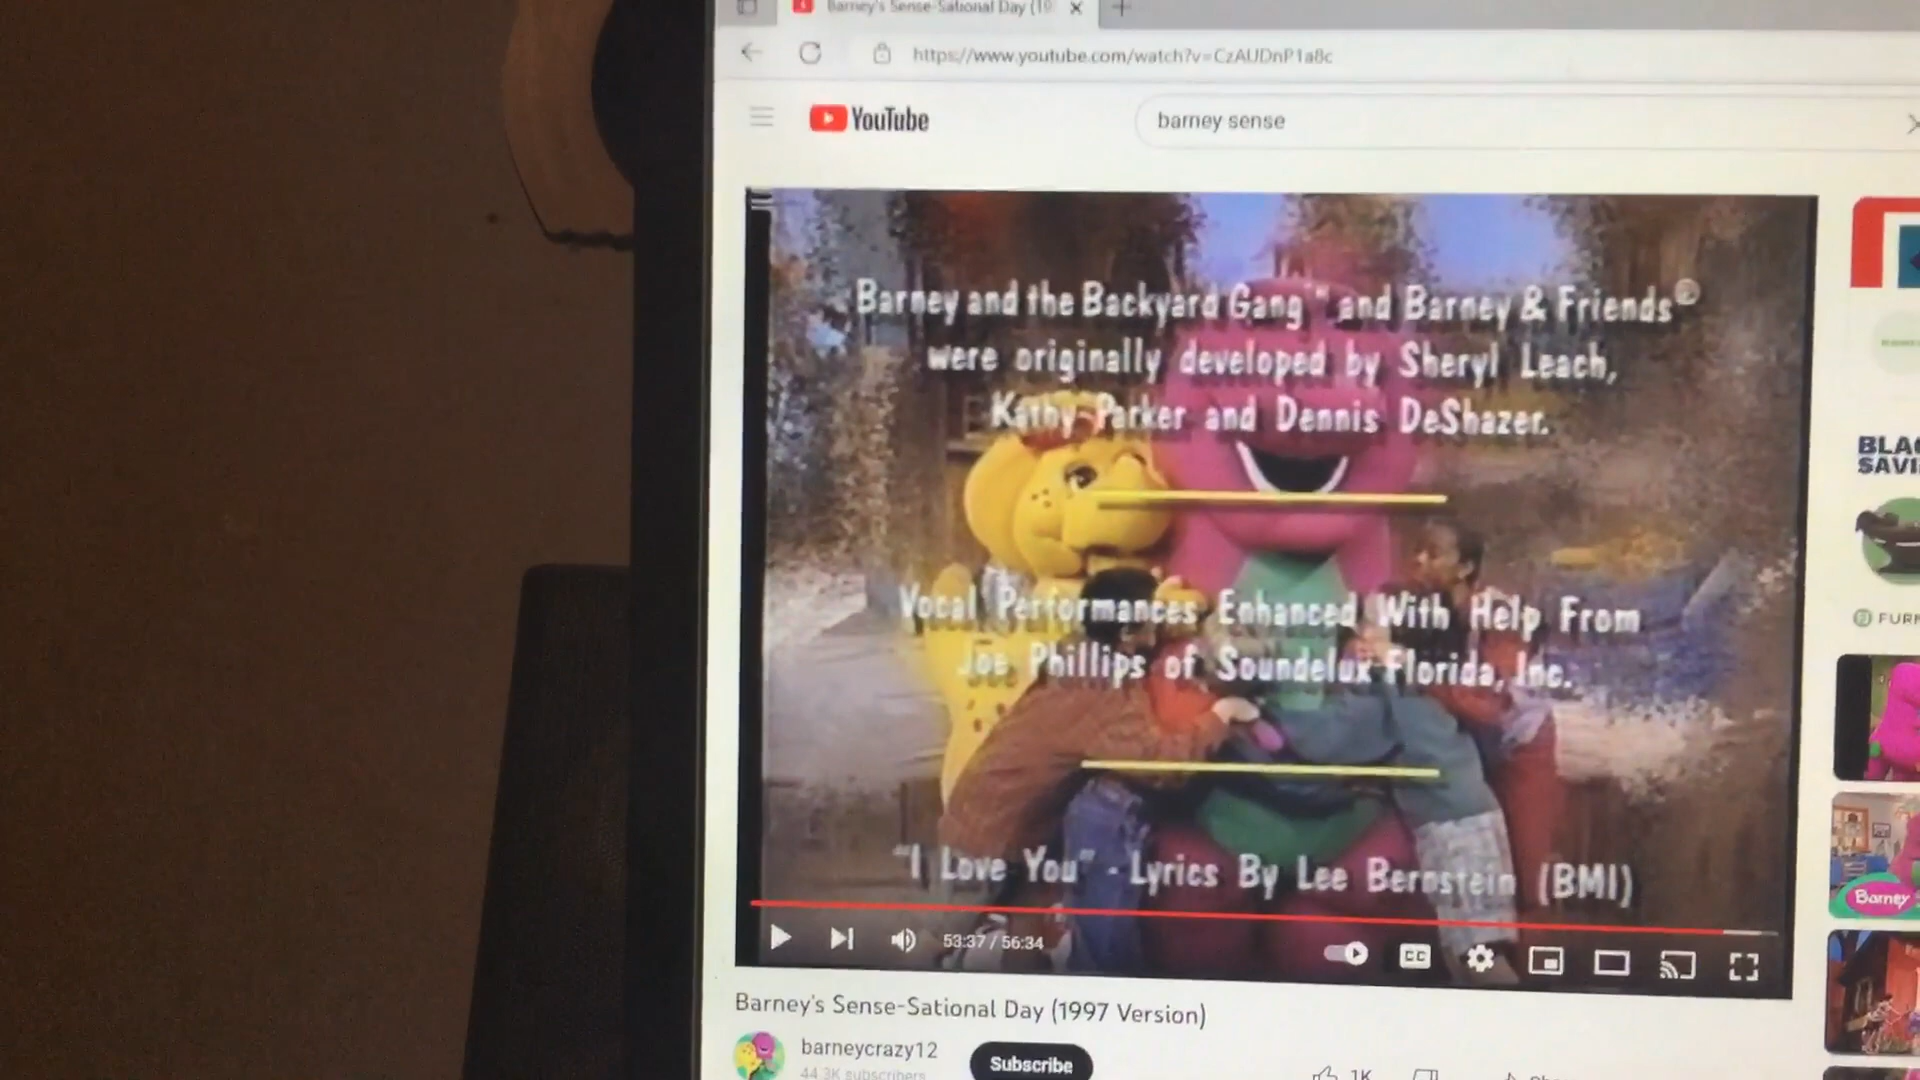 Barney's Sense-Sational Day (19
https://www.youtube.com/watch?v=CzAUDnP1a8c
YouTube
barney sense
Barney and the Backyard Gang™ and Barney & Friends®
were originally developed by Sheryl Leach,
Kathy Parker and Dennis DeShazer.
Vocal Performances Enhanced With Help From
Joe Phillips of Soundelux Florida, Inc.
"I Love You" - Lyrics By Lee Bernstein (BMI)
53:37 / 56:34
CC
Barney's Sense-Sational Day (1997 Version)
barneycrazy12
44.3K subscribers
Subscribe
1K
BLAC
SAVI
FURN
Barney